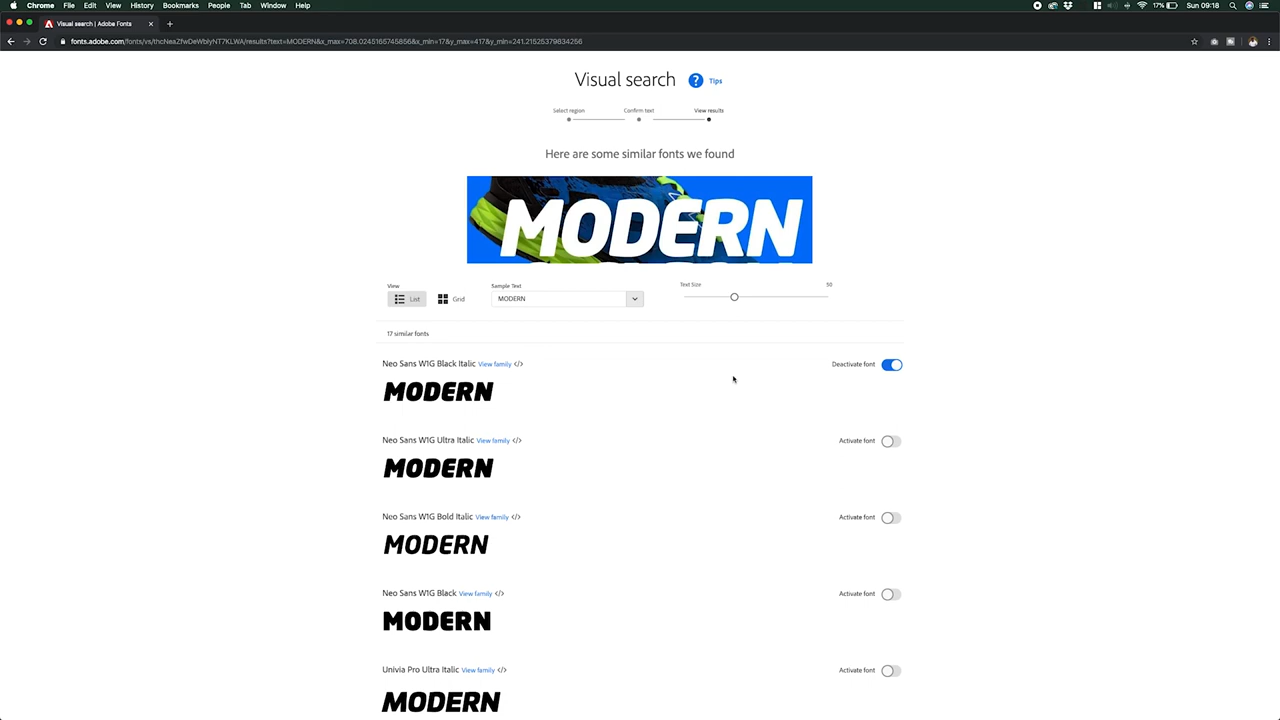 Chrome File Edit View History Bookmarks People Tab Window Help 17% Sun 09:18
Visual search | Adobe Fonts
Visual search ? Tips
Select region Confirm text View results
Here are some similar fonts we found
MODERN
View Sample Text Text Size 50
List Grid MODERN
17 similar fonts
Neo Sans W1G Black Italic View family </> Deactivate font
MODERN
Neo Sans W1G Ultra Italic View family </> Activate font
MODERN
Neo Sans W1G Bold Italic View family </> Activate font
MODERN
Neo Sans W1G Black View family </> Activate font
MODERN
Univia Pro Ultra Italic View family </> Activate font
MODERN